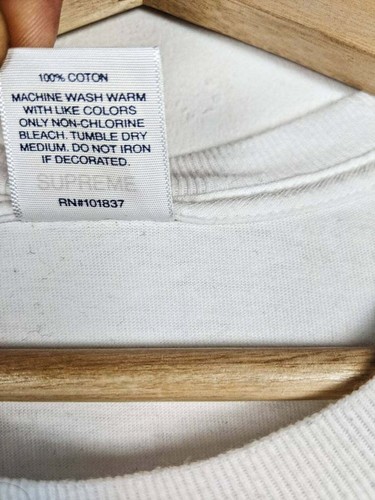 100% COTON
MACHINE WASH WARM
WITH LIKE COLORS
ONLY NON-CHLORINE
BLEACH. TUMBLE DRY
MEDIUM. DO NOT IRON
IF DECORATED.
SUPREME
RN#101837